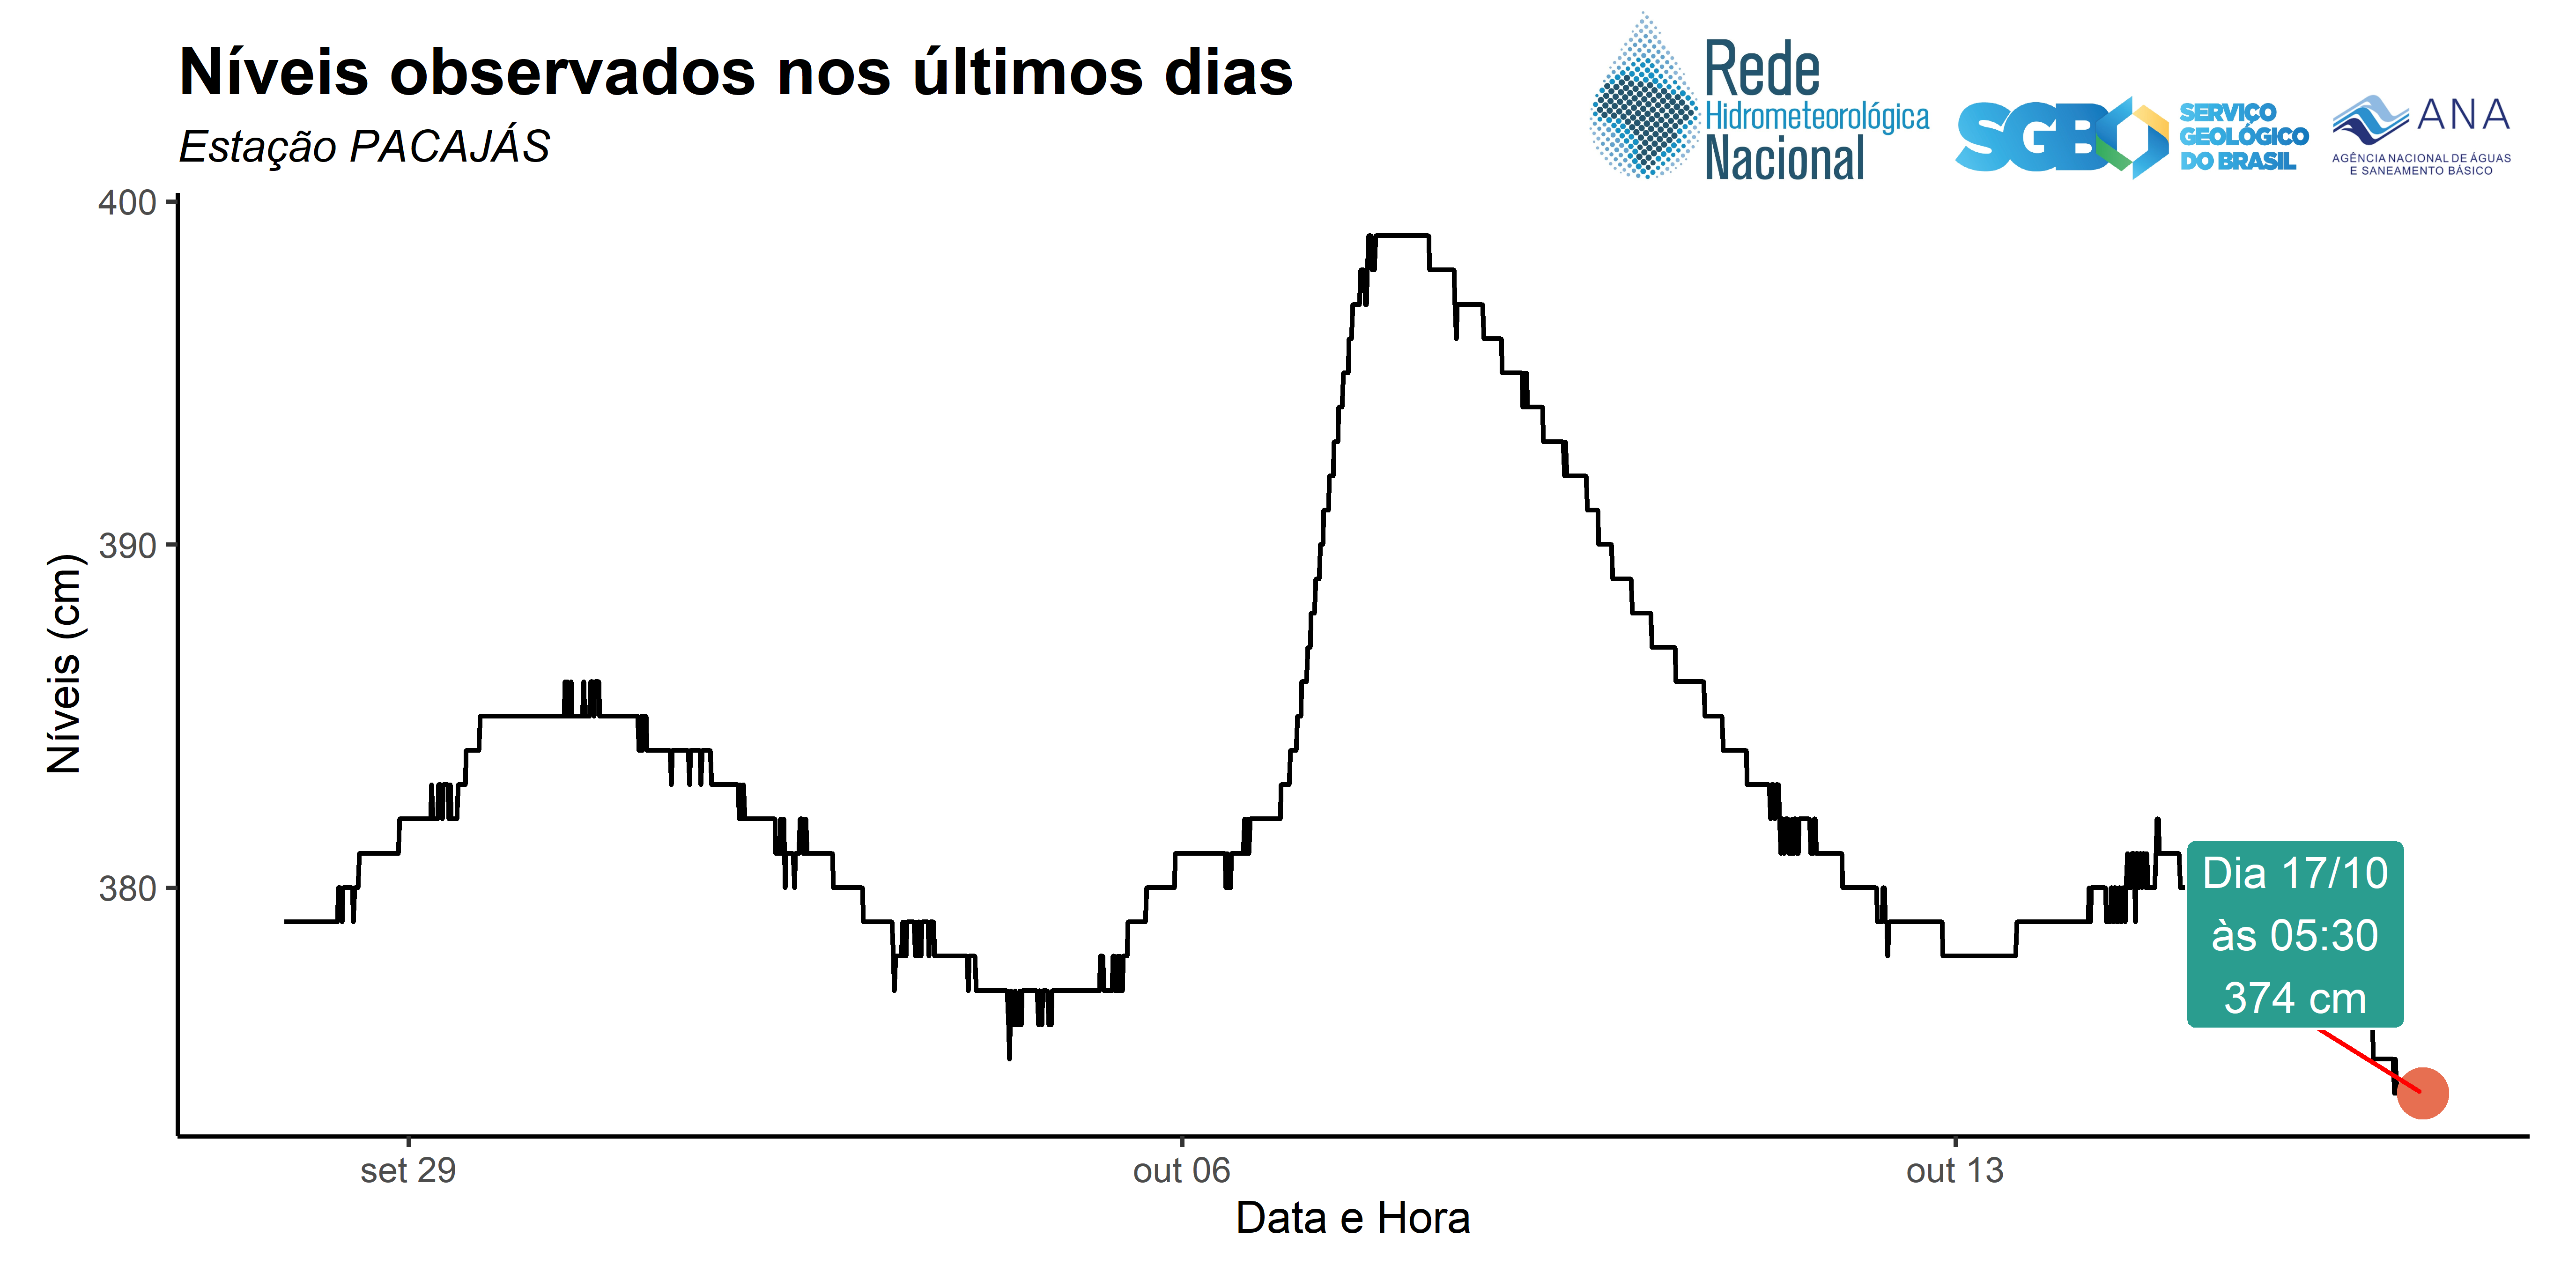 Níveis observados nos últimos dias
Estação PACAJÁS
Rede
Hidrometeorológica
Nacional
SGB
SERVIÇO
GEOLÓGICO
DO BRASIL
ANA
AGÊNCIA NACIONAL DE ÁGUAS
E SANEAMENTO BÁSICO
400
390
380
Níveis (cm)
Dia 17/10
às 05:30
374 cm
set 29
out 06
out 13
Data e Hora